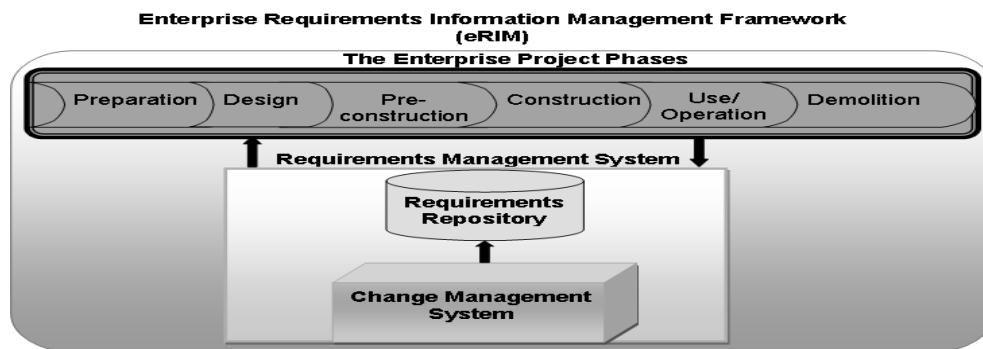 Enterprise Requirements Information Management Framework
(eRIM)
The Enterprise Project Phases
Preparation
Design
Pre-
construction
Construction
Use/
Operation
Demolition
Requirements Management System
Requirements
Repository
Change Management
System